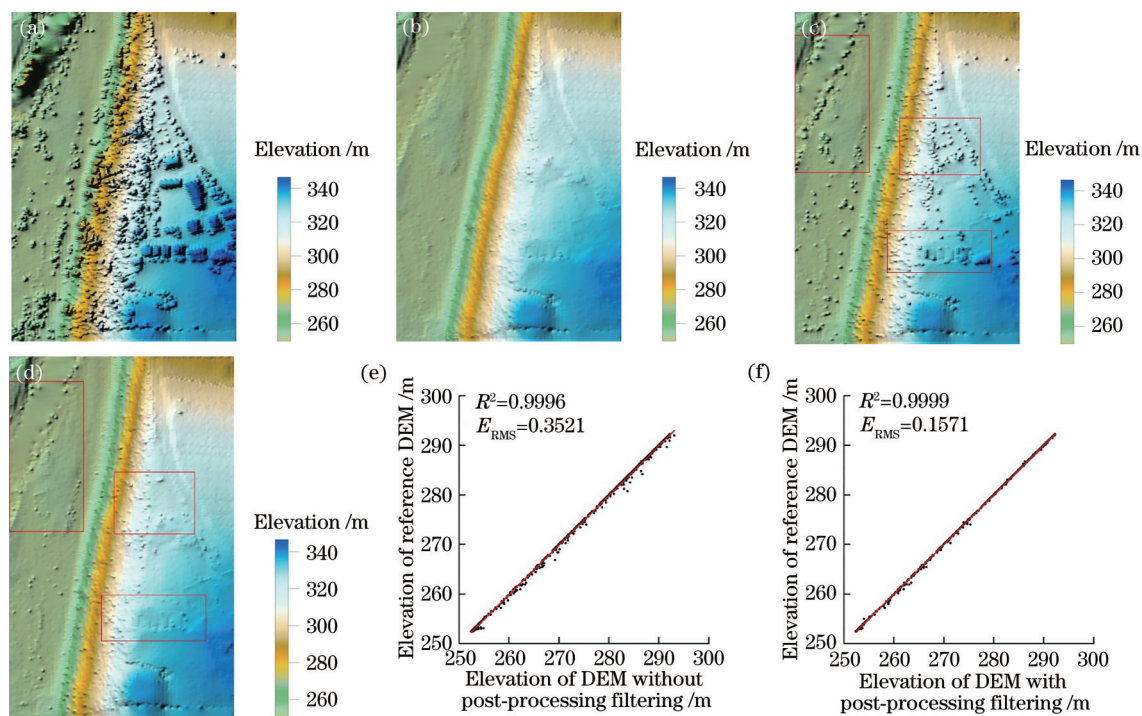 (a)
Elevation /m
340
320
300
280
260
(b)
Elevation /m
340
320
300
280
260
(c)
Elevation /m
340
320
300
280
260
(d)
Elevation /m
340
320
300
280
260
(e)
Elevation of reference DEM /m
300
290
280
270
260
250
R²=0.9996
E_RMS=0.3521
250 260 270 280 290 300
Elevation of DEM without
post-processing filtering /m
(f)
Elevation of reference DEM /m
300
290
280
270
260
250
R²=0.9999
E_RMS=0.1571
250 260 270 280 290 300
Elevation of DEM with
post-processing filtering /m